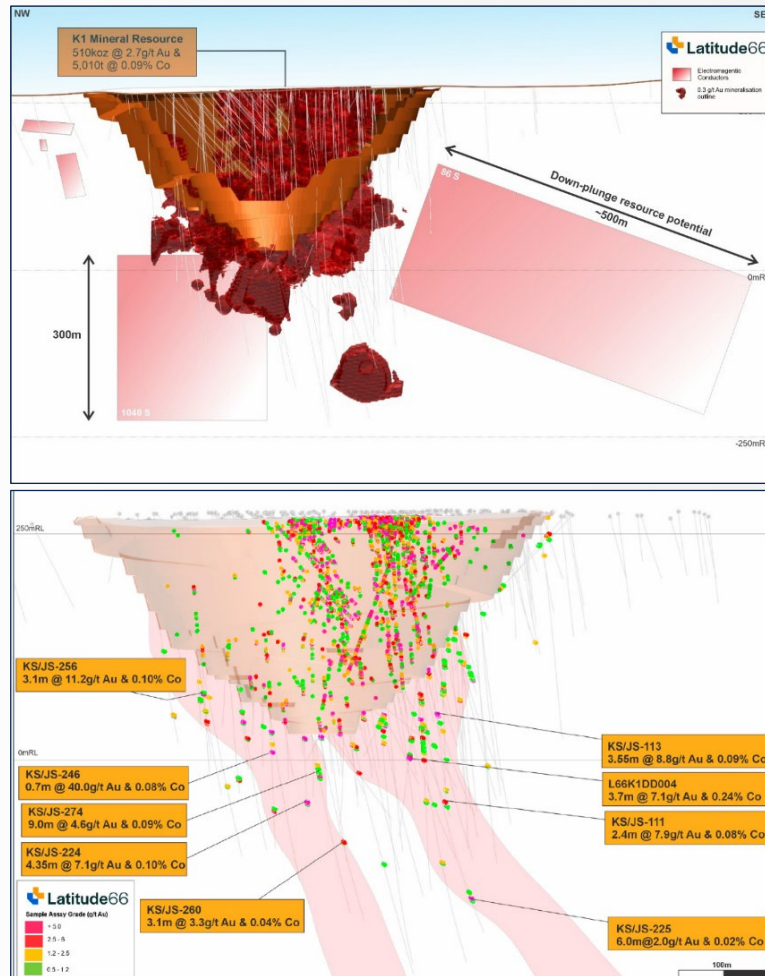 NW
SE
K1 Mineral Resource
510koz @ 2.7g/t Au &
5,010t @ 0.09% Co
Latitude66
Electromagentic
Conductors
0.3 g/t Au mineralisation
outline
86 S
Down-plunge resource potential
~500m
0mRL
300m
1040 S
-250mRL
250mRL
KS/JS-256
3.1m @ 11.2g/t Au & 0.10% Co
KS/JS-113
3.55m @ 8.8g/t Au & 0.09% Co
0mRL
KS/JS-246
0.7m @ 40.0g/t Au & 0.08% Co
L66K1DD004
3.7m @ 7.1g/t Au & 0.24% Co
KS/JS-274
9.0m @ 4.6g/t Au & 0.09% Co
KS/JS-111
2.4m @ 7.9g/t Au & 0.08% Co
KS/JS-224
4.35m @ 7.1g/t Au & 0.10% Co
KS/JS-260
3.1m @ 3.3g/t Au & 0.04% Co
KS/JS-225
6.0m@2.0g/t Au & 0.02% Co
Latitude66
Sample Assay Grade (g/t Au)
1.2 - 2.5
0.5 - 1.2
100m